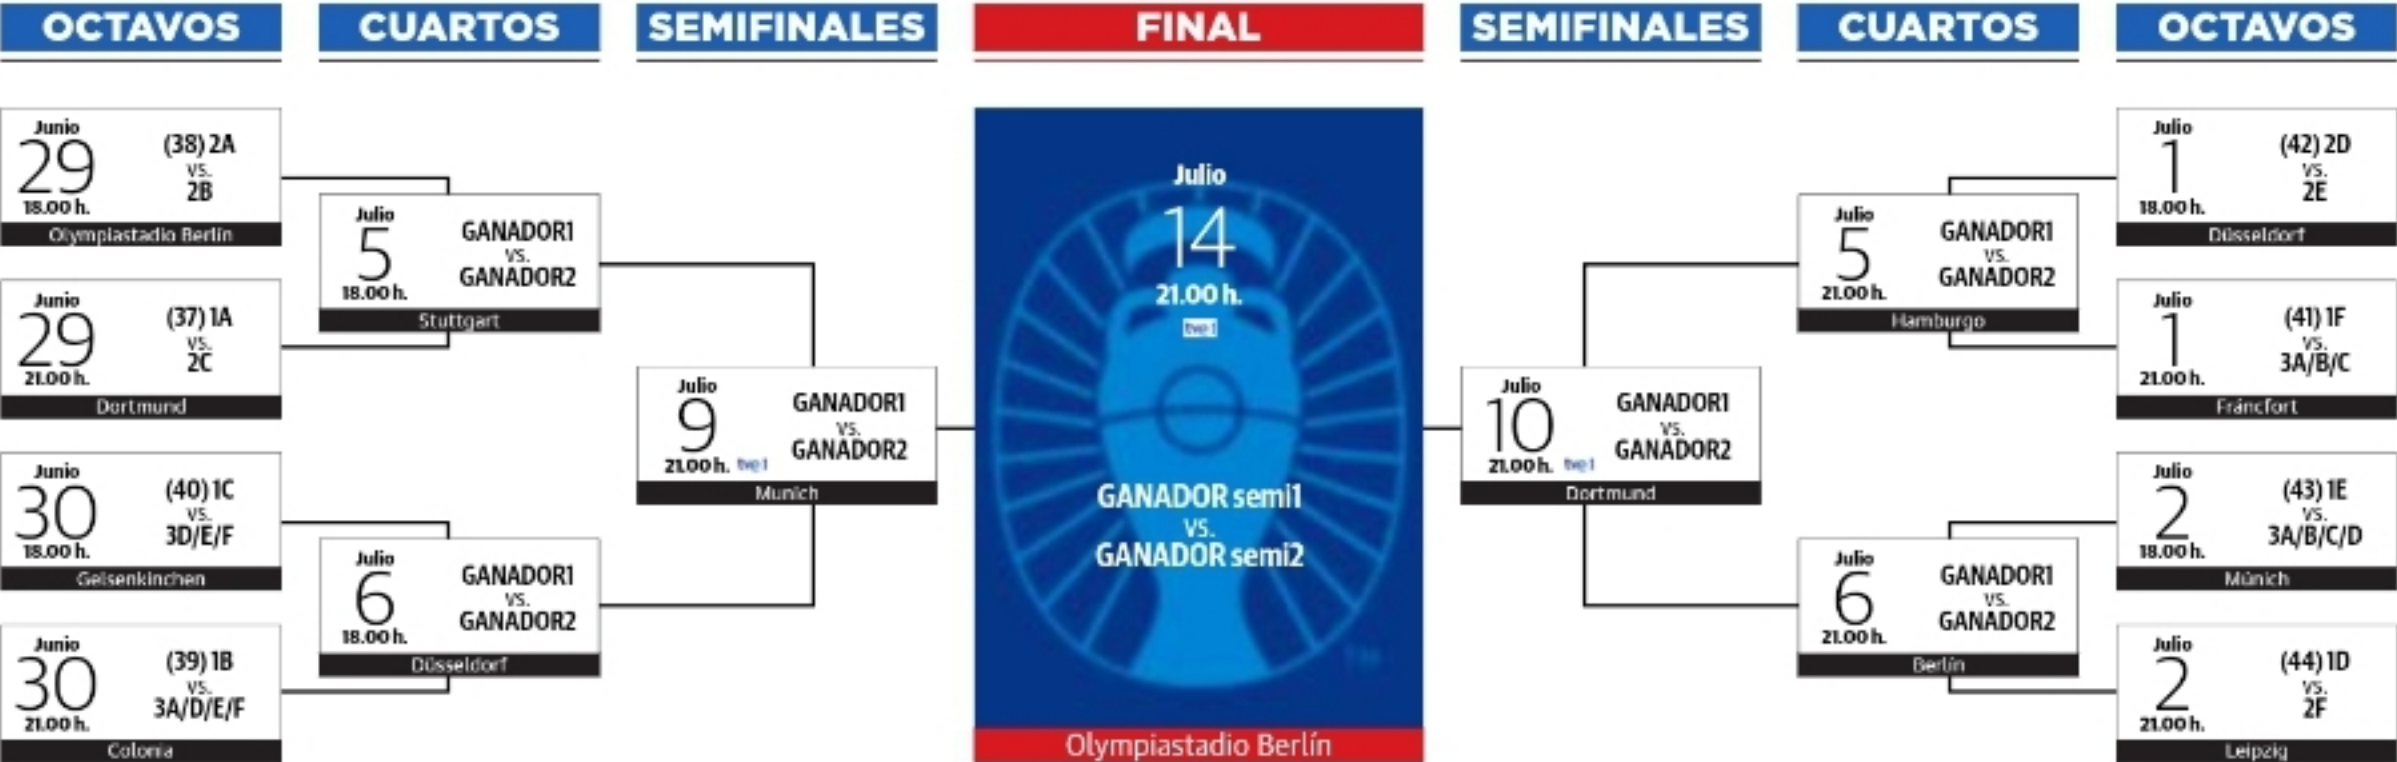 OCTAVOS
CUARTOS
SEMIFINALES
FINAL
SEMIFINALES
CUARTOS
OCTAVOS
Junio
29
18.00 h.
(38) 2A
vs.
2B
Olympiastadio Berlín
Junio
29
21.00 h.
(37) 1A
vs.
2C
Dortmund
Junio
30
18.00 h.
(40) 1C
vs.
3D/E/F
Gelsenkinchen
Junio
30
21.00 h.
(39) 1B
vs.
3A/D/E/F
Colonia
Julio
5
18.00 h.
GANADOR1
vs.
GANADOR2
Stuttgart
Julio
6
18.00 h.
GANADOR1
vs.
GANADOR2
Düsseldorf
Julio
9
21.00 h. tve1
GANADOR1
vs.
GANADOR2
Munich
Julio
14
21.00 h.
tve1
GANADOR semi1
vs.
GANADOR semi2
TM
Olympiastadio Berlín
Julio
10
21.00 h. tve1
GANADOR1
vs.
GANADOR2
Dortmund
Julio
5
21.00 h.
GANADOR1
vs.
GANADOR2
Hamburgo
Julio
6
21.00 h.
GANADOR1
vs.
GANADOR2
Berlín
Julio
1
18.00 h.
(42) 2D
vs.
2E
Düsseldorf
Julio
1
21.00 h.
(41) 1F
vs.
3A/B/C
Fráncfort
Julio
2
18.00 h.
(43) 1E
vs.
3A/B/C/D
Múnich
Julio
2
21.00 h.
(44) 1D
vs.
2F
Leipzig